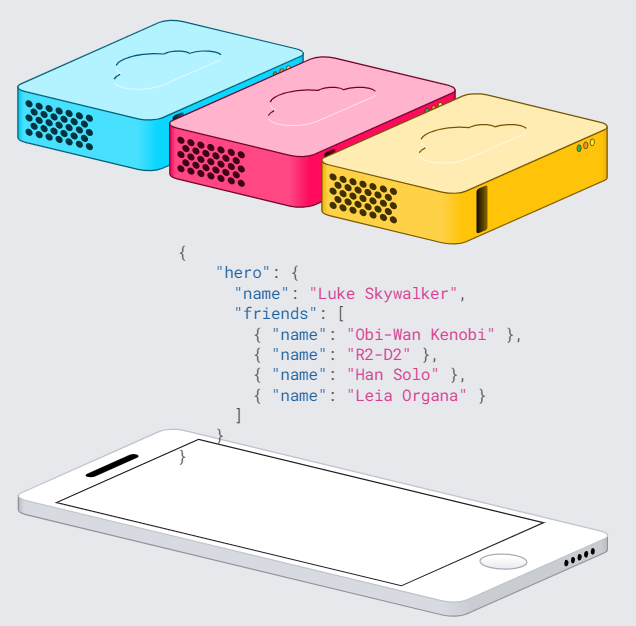 {
"hero": {
"name": "Luke Skywalker",
"friends": [
{ "name": "Obi-Wan Kenobi" },
{ "name": "R2-D2" },
{ "name": "Han Solo" },
{ "name": "Leia Organa" }
]
}
}